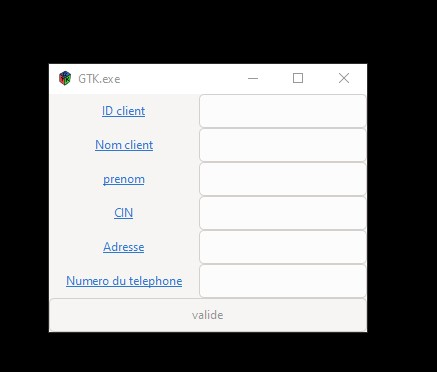 GTK.exe
ID client
Nom client
prenom
CIN
Adresse
Numero du telephone
valide